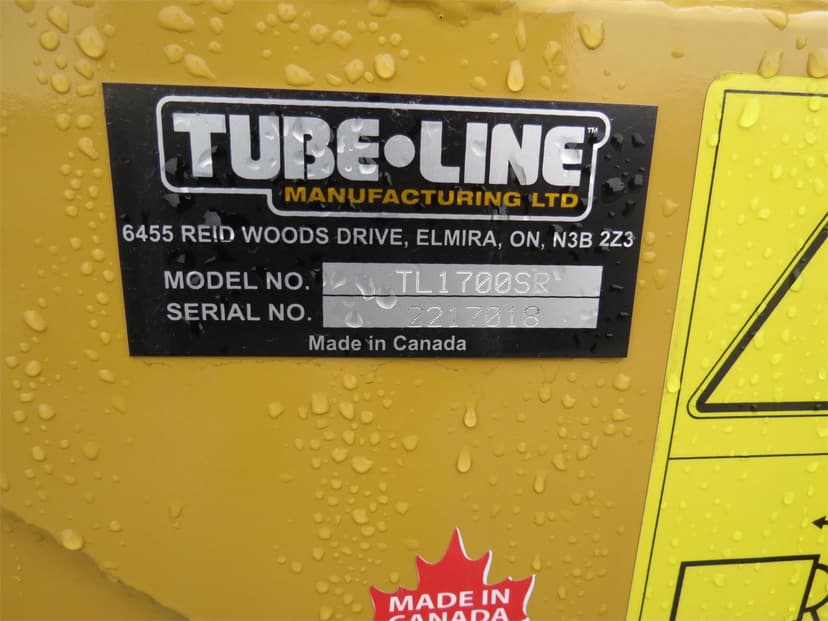 TUBE•LINE™
MANUFACTURING LTD
6455 REID WOODS DRIVE, ELMIRA, ON, N3B 2Z3
MODEL NO. TL1700SR
SERIAL NO. 2217018
Made in Canada
MADE IN
CANADA